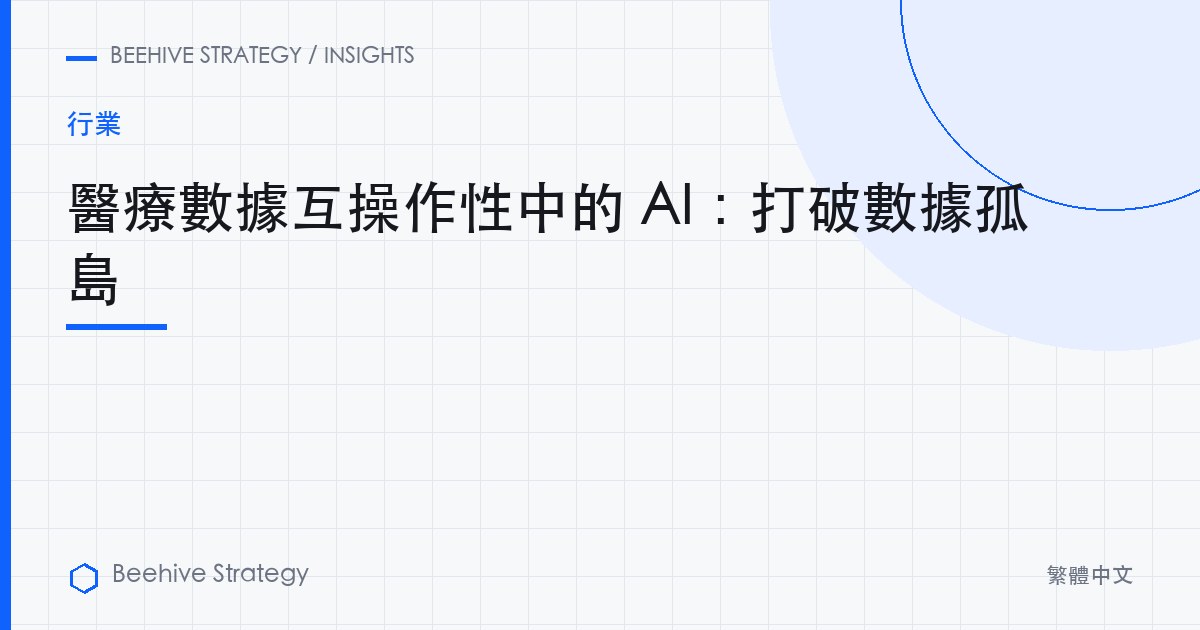 BEEHIVE STRATEGY / INSIGHTS
行業
醫療數據互操作性中的 AI：打破數據孤
島
Beehive Strategy
繁體中文